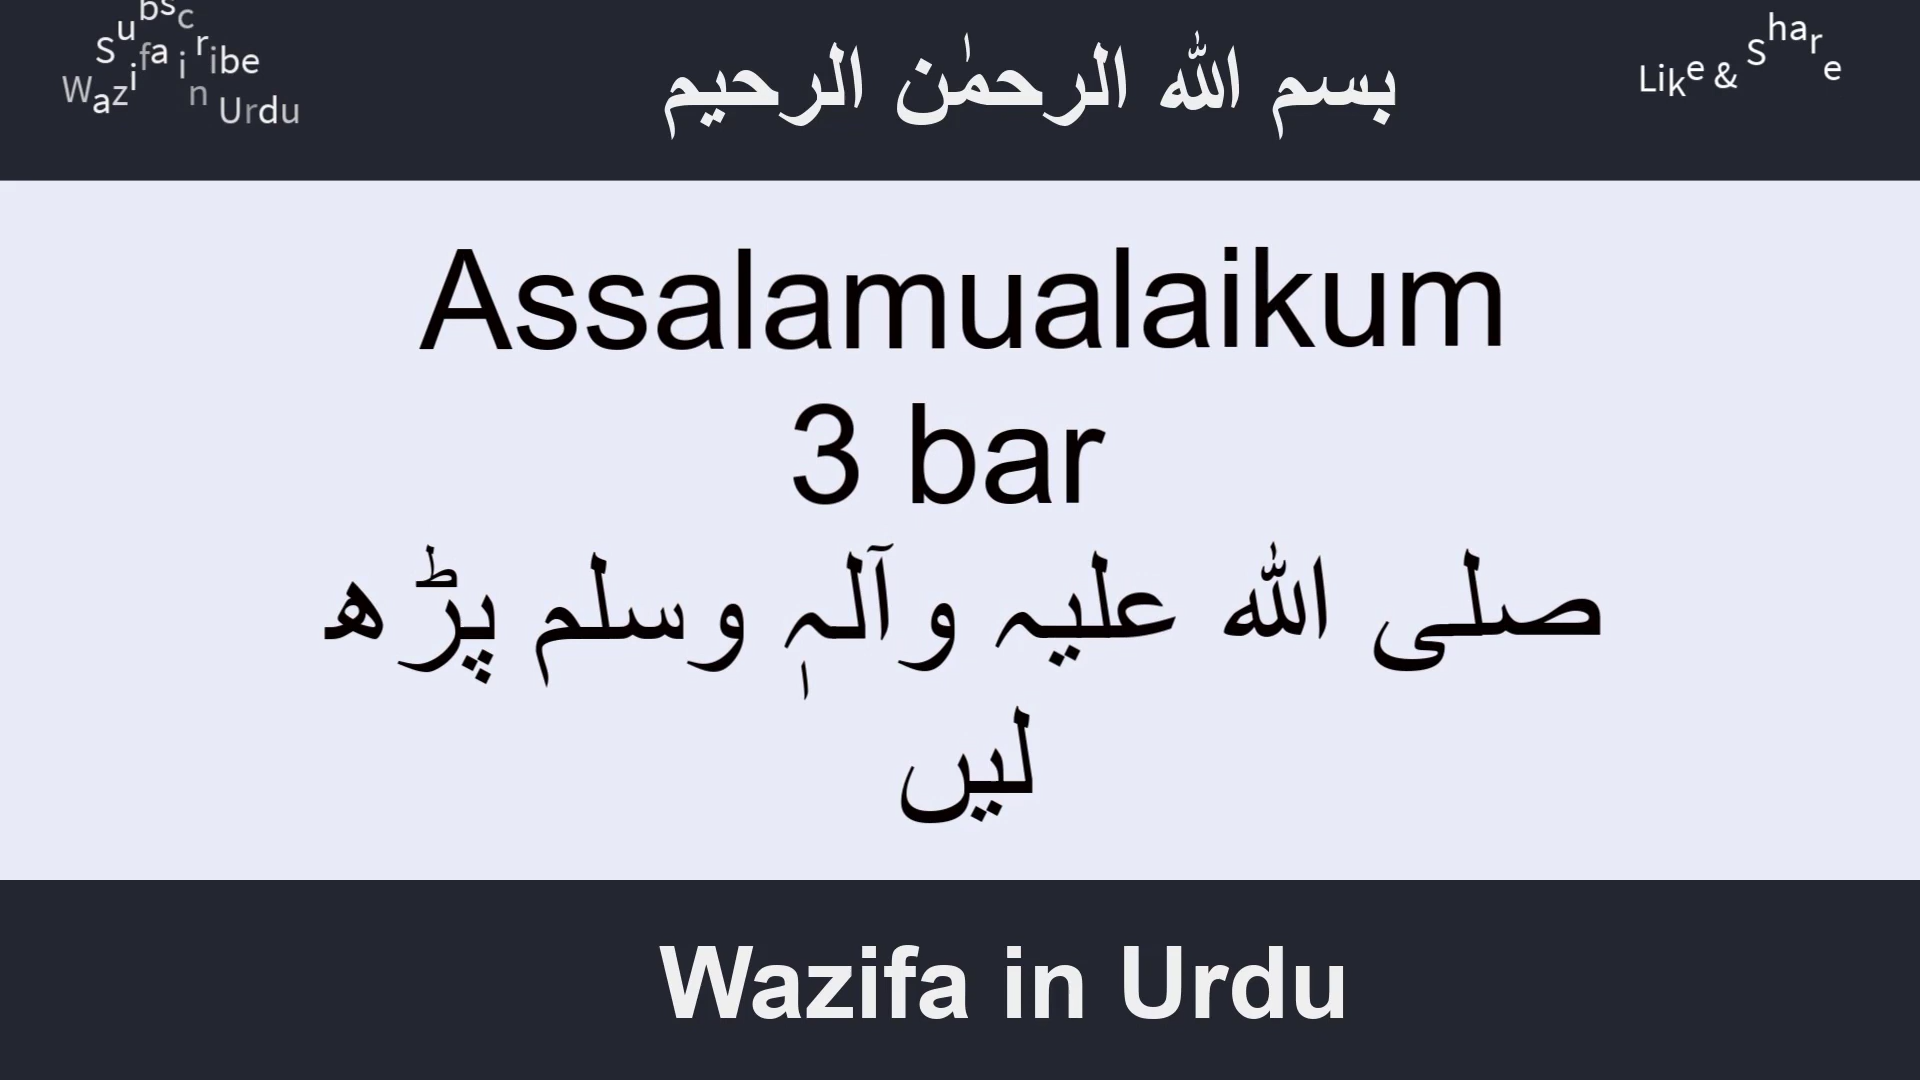 Subscribe
Wazifa in Urdu
بسم الله الرحمٰن الرحیم
Like & Share
Assalamualaikum
3 bar
صلی اللہ علیہ وآلہٖ وسلم پڑھ
لیں
Wazifa in Urdu